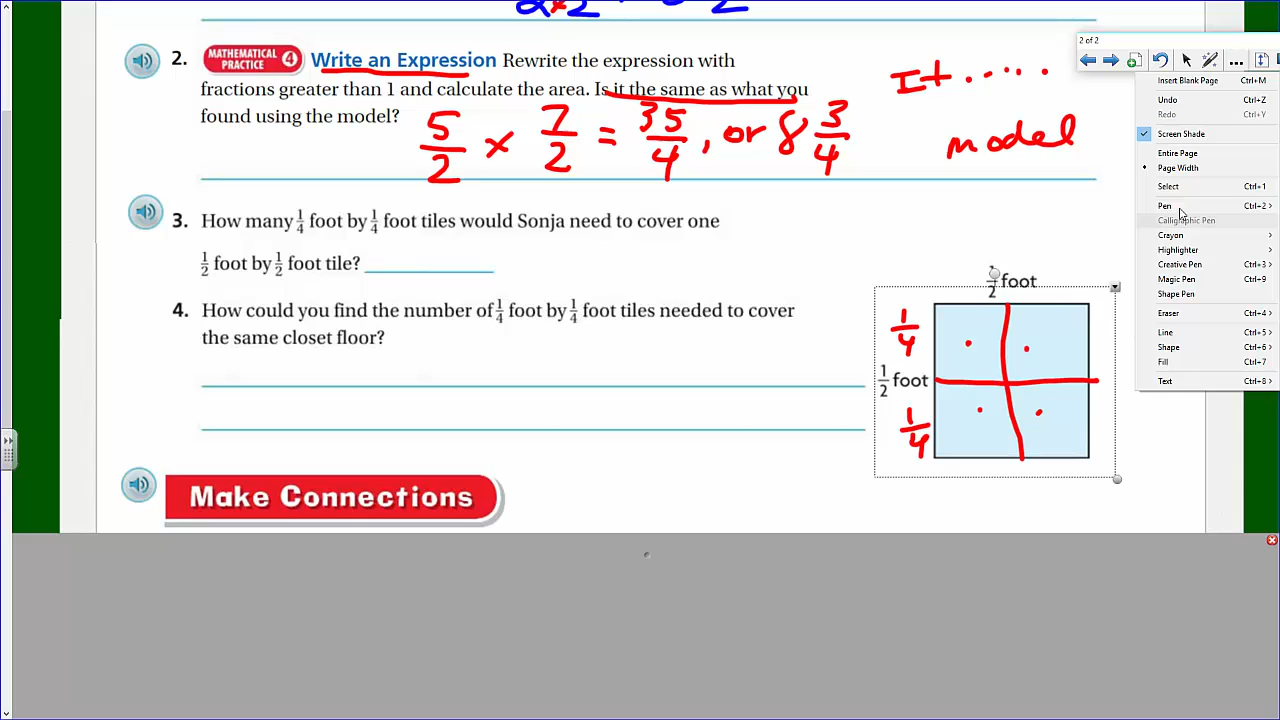 2. MATHEMATICAL PRACTICE 4 Write an Expression Rewrite the expression with
fractions greater than 1 and calculate the area. Is it the same as what you
found using the model?
5/2 × 7/2 = 35/4, or 8 3/4
It.....
model
3. How many 1/4 foot by 1/4 foot tiles would Sonja need to cover one
1/2 foot by 1/2 foot tile?
4. How could you find the number of 1/4 foot by 1/4 foot tiles needed to cover
the same closet floor?
1/2 foot
1/4
1/2 foot
1/4
Make Connections
2 of 2
Insert Blank Page Ctrl+M
Undo Ctrl+Z
Redo Ctrl+Y
Screen Shade
Entire Page
Page Width
Select Ctrl+1
Pen Ctrl+2
Calligraphic Pen
Crayon
Highlighter
Creative Pen Ctrl+3
Magic Pen Ctrl+9
Shape Pen
Eraser Ctrl+4
Line Ctrl+5
Shape Ctrl+6
Fill Ctrl+7
Text Ctrl+8